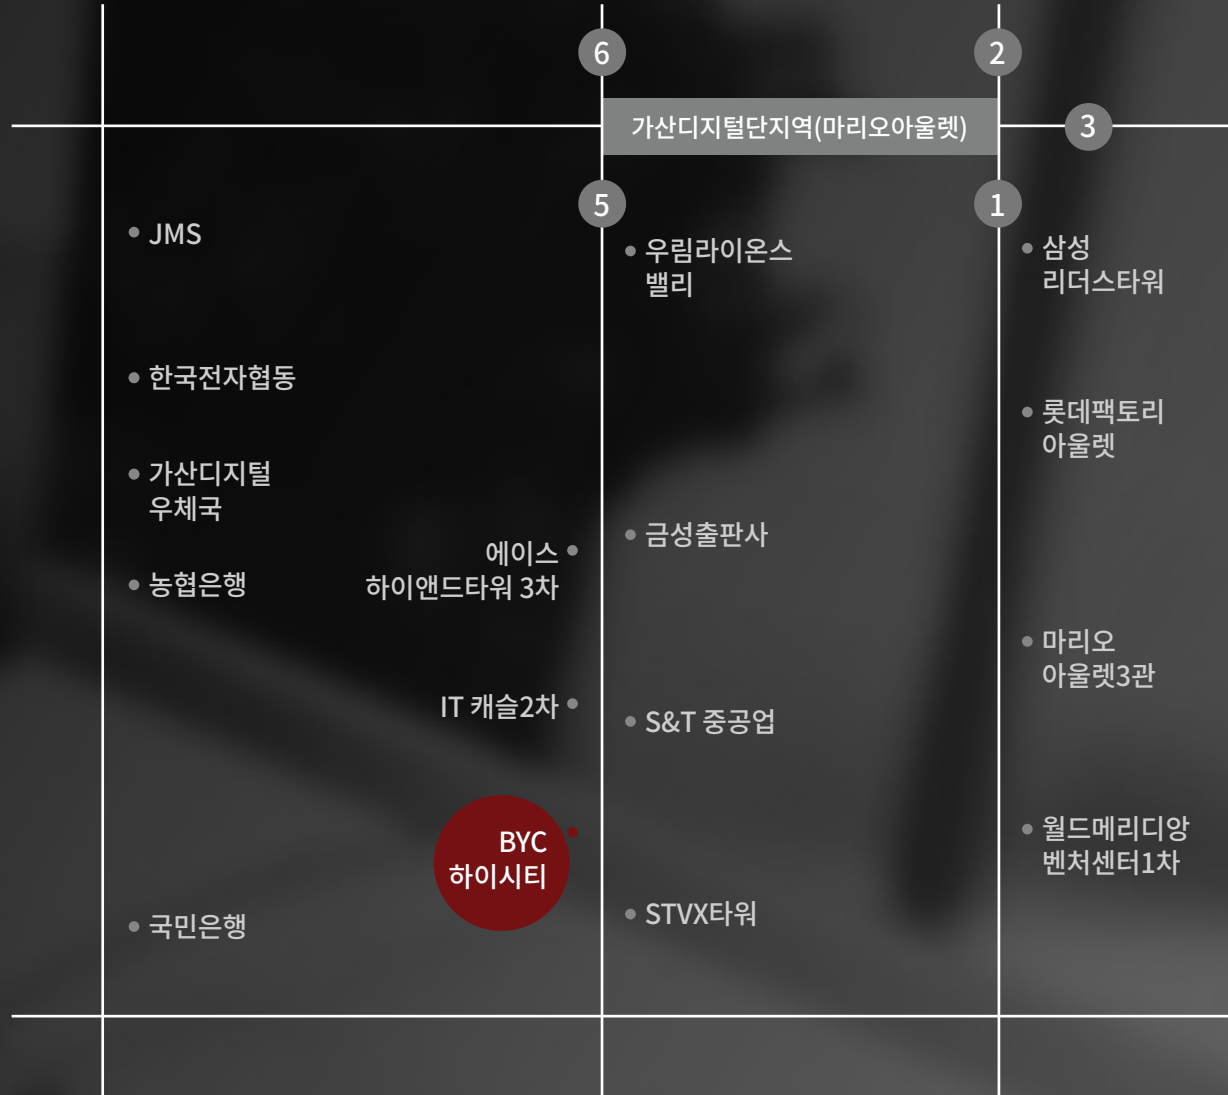 6
2
가산디지털단지역(마리오아울렛)
3
5
1
JMS
우림라이온스
밸리
삼성
리더스타워
한국전자협동
롯데팩토리
아울렛
가산디지털
우체국
에이스
하이앤드타워 3차
금성출판사
농협은행
마리오
아울렛3관
IT 캐슬2차
S&T 중공업
BYC
하이시티
월드메리디앙
벤처센터1차
국민은행
STVX타워